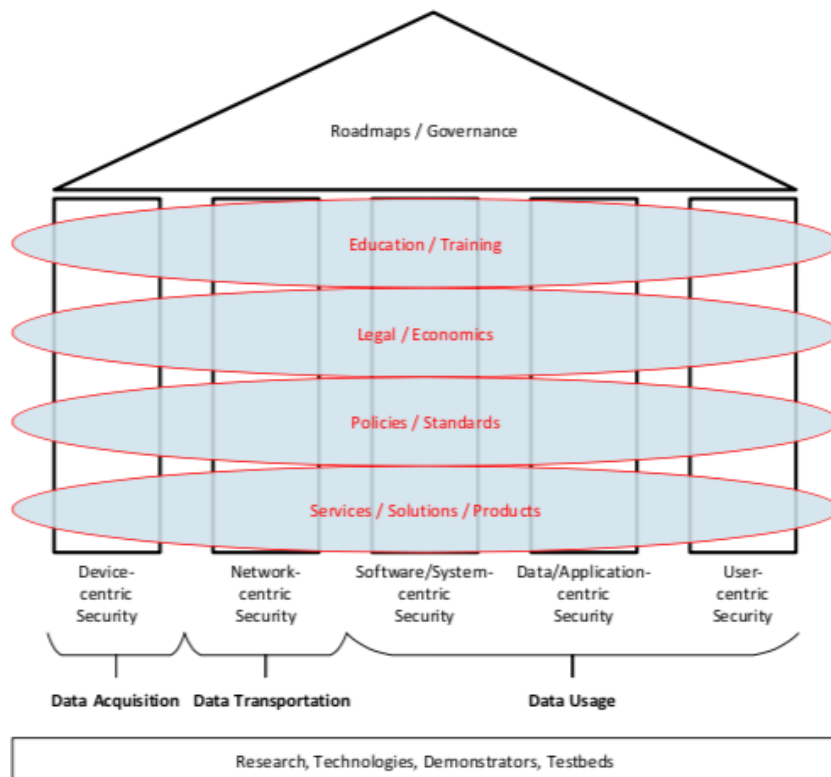 Roadmaps / Governance
Education / Training
Legal / Economics
Policies / Standards
Services / Solutions / Products
Device-
centric
Security
Network-
centric
Security
Software/System-
centric
Security
Data/Application-
centric
Security
User-
centric
Security
Data Acquisition
Data Transportation
Data Usage
Research, Technologies, Demonstrators, Testbeds